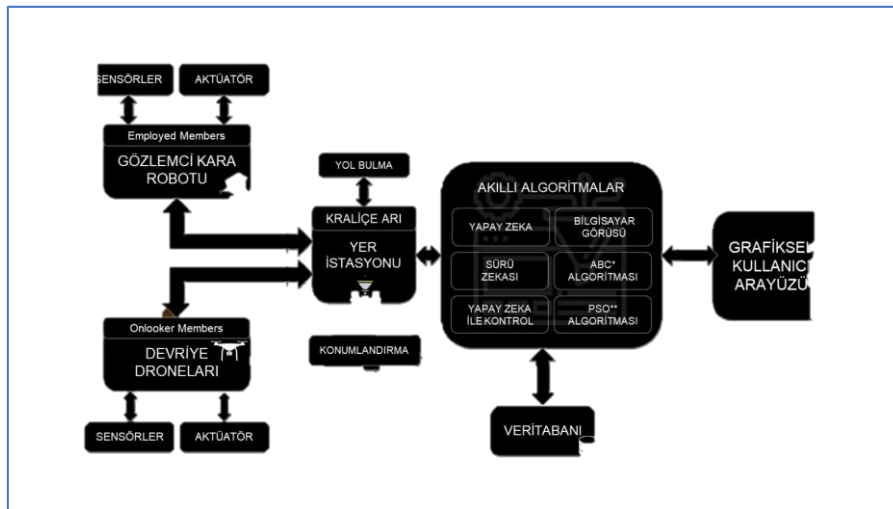 SENSÖRLER
AKTÜATÖR
Employed Members
GÖZLEMCİ KARA
ROBOTU
YOL BULMA
KRALİÇE ARI
YER
İSTASYONU
KONUMLANDIRMA
Onlooker Members
DEVRİYE
DRONELARI
SENSÖRLER
AKTÜATÖR
AKILLI ALGORİTMALAR
YAPAY ZEKA
BİLGİSAYAR
GÖRÜSÜ
SÜRÜ
ZEKASI
ABC*
ALGORİTMASI
YAPAY ZEKA
İLE KONTROL
PSO**
ALGORİTMASI
VERİTABANI
GRAFİKSEL
KULLANICI
ARAYÜZÜ